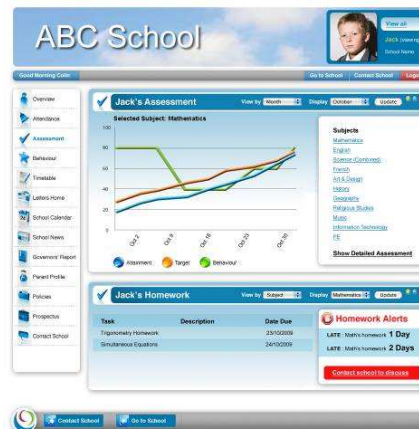 ABC School
View all
Jack
School Name
Good Morning Colin
Go to School
Contact School
Overview
Attendance
Assessment
Behaviour
Timetable
Letters Home
School Calendar
School News
Governors' Report
Parent Profile
Policies
Prospectus
Contact School
Jack's Assessment
View by Month
Display October
Update
Selected Subject: Mathematics
100
80
60
40
20
0
Oct 2
Oct 9
Oct 16
Oct 23
Oct 30
Attainment
Target
Behaviour
Subjects
Mathematics
English
Science (Combined)
French
Art & Design
History
Geography
Religious Studies
Music
Information Technology
PE
Show Detailed Assessment
Jack's Homework
View by Subject
Display Mathematics
Update
Task Description Date Due
Trigonometry Homework 23/10/2009
Simultaneous Equations 24/10/2009
Homework Alerts
LATE : Math's homework 1 Day
LATE : Math's homework 2 Days
Contact school to discuss
Contact School
Go to School